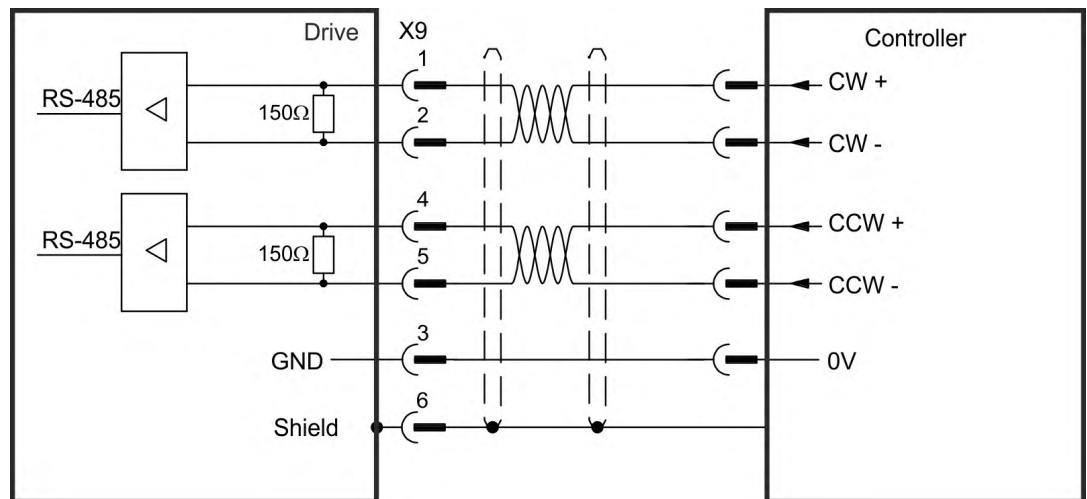 Drive X9 Controller
1
RS-485 150Ω CW +
2
CW -
4
RS-485 150Ω CCW +
5
CCW -
3
GND 0V
6
Shield